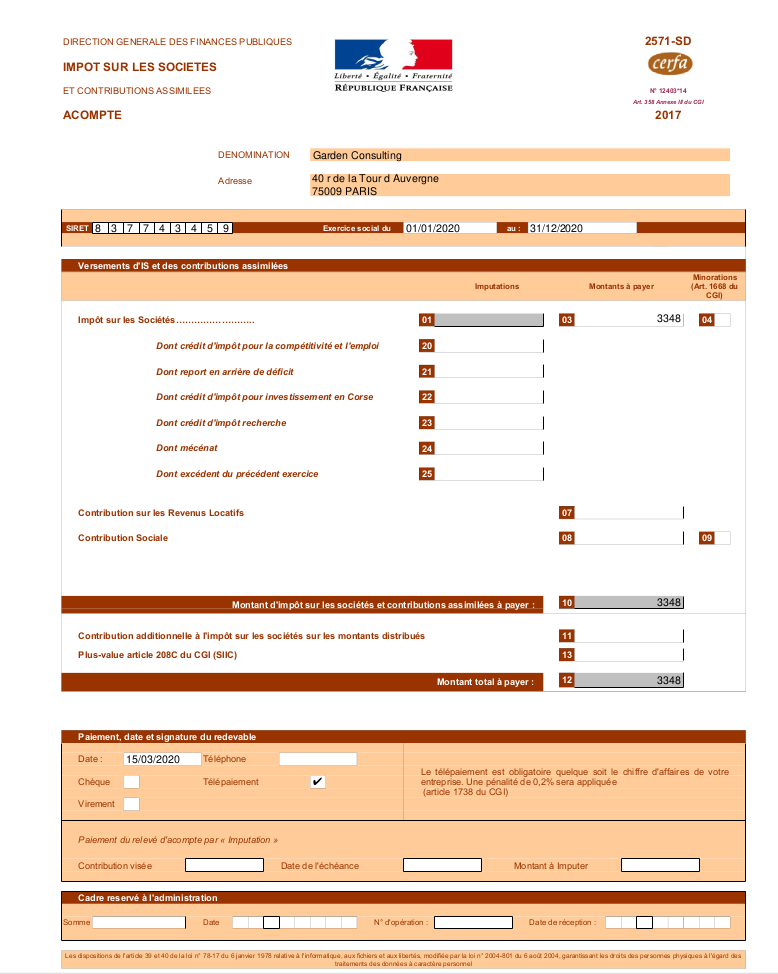 DIRECTION GENERALE DES FINANCES PUBLIQUES
IMPOT SUR LES SOCIETES
ET CONTRIBUTIONS ASSIMILEES
ACOMPTE
Liberté • Égalité • Fraternité
RÉPUBLIQUE FRANÇAISE
2571-SD
cerfa
N° 12403*14
Art. 358 Annexe III du CGI
2017
DENOMINATION Garden Consulting
Adresse 40 r de la Tour d Auvergne
75009 PARIS
SIRET 8 3 7 7 4 3 4 5 9 Exercice social du 01/01/2020 au : 31/12/2020
Versements d'IS et des contributions assimilées
Imputations Montants à payer Minorations (Art. 1668 du CGI)
Impôt sur les Sociétés........................ 01 03 3348 04
Dont crédit d'impôt pour la compétitivité et l'emploi 20
Dont report en arrière de déficit 21
Dont crédit d'impôt pour investissement en Corse 22
Dont crédit d'impôt recherche 23
Dont mécénat 24
Dont excédent du précédent exercice 25
Contribution sur les Revenus Locatifs 07
Contribution Sociale 08 09
Montant d'impôt sur les sociétés et contributions assimilées à payer : 10 3348
Contribution additionnelle à l'impôt sur les sociétés sur les montants distribués 11
Plus-value article 208C du CGI (SIIC) 13
Montant total à payer : 12 3348
Paiement, date et signature du redevable
Date : 15/03/2020 Téléphone
Chèque Télépaiement ✔
Virement
Le télépaiement est obligatoire quelque soit le chiffre d'affaires de votre
entreprise. Une pénalité de 0,2% sera appliquée
(article 1738 du CGI)
Paiement du relevé d'acompte par « Imputation »
Contribution visée Date de l'échéance Montant à Imputer
Cadre reservé à l'administration
Somme Date N° d'opération : Date de réception :
Les dispositions de l'article 39 et 40 de la loi n° 78-17 du 6 janvier 1978 relative à l'informatique, aux fichiers et aux libertés, modifiée par la loi n° 2004-801 du 6 août 2004, garantissant les droits des personnes physiques à l'égard des
traitements des données à caractère personnel